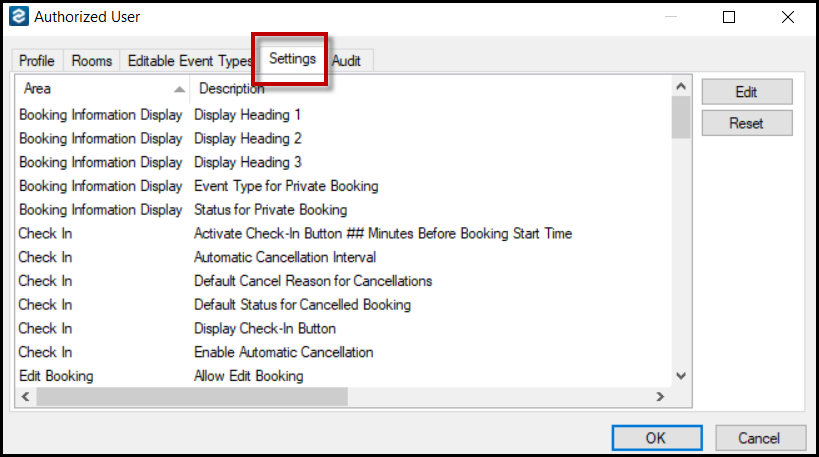 Authorized User
Profile Rooms Editable Event Types Settings Audit
Area Description
Booking Information Display Display Heading 1
Booking Information Display Display Heading 2
Booking Information Display Display Heading 3
Booking Information Display Event Type for Private Booking
Booking Information Display Status for Private Booking
Check In Activate Check-In Button ## Minutes Before Booking Start Time
Check In Automatic Cancellation Interval
Check In Default Cancel Reason for Cancellations
Check In Default Status for Cancelled Booking
Check In Display Check-In Button
Check In Enable Automatic Cancellation
Edit Booking Allow Edit Booking
Edit
Reset
OK Cancel